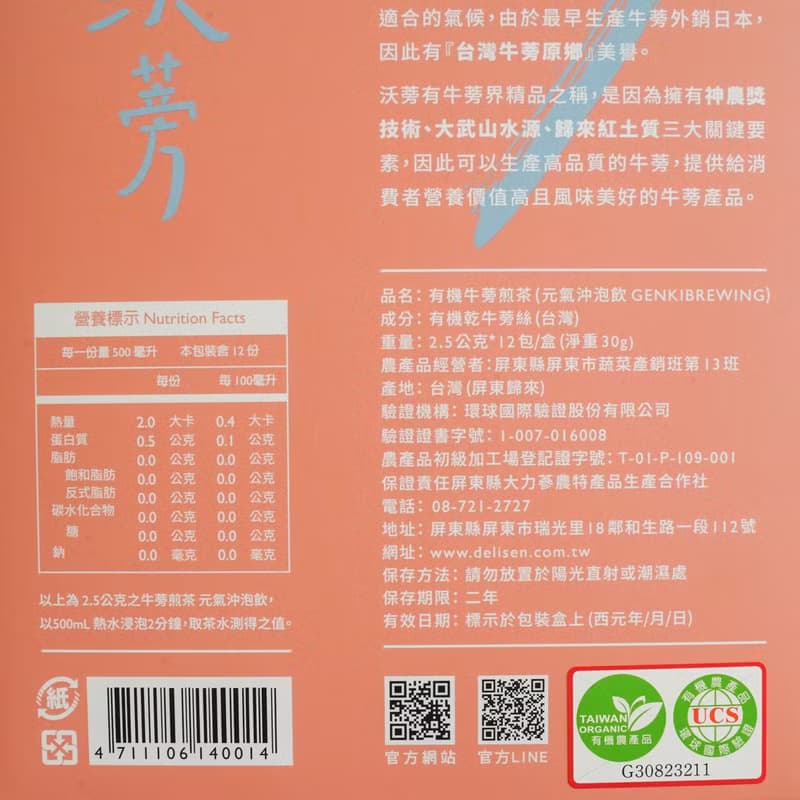 蒡
適合的氣候，由於最早生產牛蒡外銷日本，
因此有『台灣牛蒡原鄉』美譽。
沃蒡有牛蒡界精品之稱，是因為擁有神農獎
技術、大武山水源、歸來紅土質三大關鍵要
素，因此可以生產高品質的牛蒡，提供給消
費者營養價值高且風味美好的牛蒡產品。
營養標示 Nutrition Facts
每一份量 500 毫升 本包裝含 12 份
每份 每 100毫升
熱量 2.0 大卡 0.4 大卡
蛋白質 0.5 公克 0.1 公克
脂肪 0.0 公克 0.0 公克
飽和脂肪 0.0 公克 0.0 公克
反式脂肪 0.0 公克 0.0 公克
碳水化合物 0.0 公克 0.0 公克
糖 0.0 公克 0.0 公克
鈉 0.0 毫克 0.0 毫克
以上為 2.5公克之牛蒡煎茶 元氣沖泡飲，
以500mL 熱水浸泡2分鐘，取茶水測得之值。
品名：有機牛蒡煎茶(元氣沖泡飲 GENKIBREWING)
成分：有機乾牛蒡絲(台灣)
重量：2.5公克*12包/盒(淨重30g)
農產品經營者：屏東縣屏東市蔬菜產銷班第13班
產地：台灣(屏東歸來)
驗證機構：環球國際驗證股份有限公司
驗證證書字號：1-007-016008
農產品初級加工場登記證字號：T-01-P-109-001
保證責任屏東縣大力蔘農特產品生產合作社
電話：08-721-2727
地址：屏東縣屏東市瑞光里18鄰和生路一段112號
網址：www.delisen.com.tw
保存方法：請勿放置於陽光直射或潮濕處
保存期限：二年
有效日期：標示於包裝盒上(西元年/月/日)
紙
4 711106 140014
官方網站
官方LINE
TAIWAN
ORGANIC
有機農產品
有機農產品
UCS
環球國際驗證
G30823211